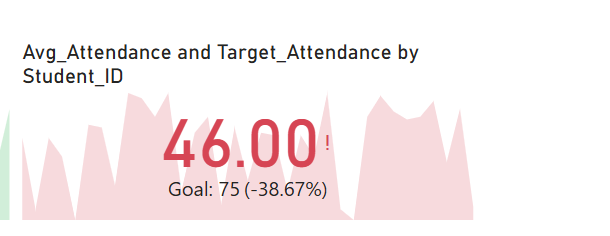 Avg_Attendance and Target_Attendance by
Student_ID
46.00 !
Goal: 75 (-38.67%)